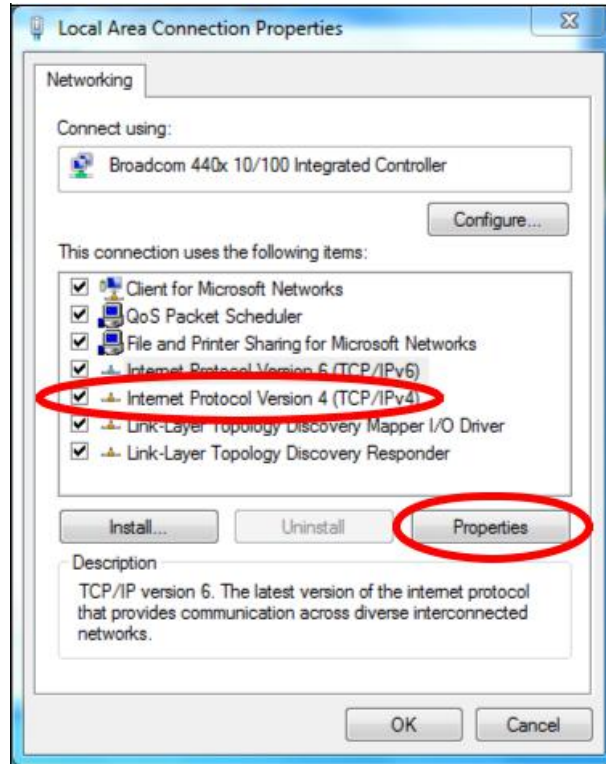 Local Area Connection Properties
Networking
Connect using:
Broadcom 440x 10/100 Integrated Controller
Configure...
This connection uses the following items:
Client for Microsoft Networks
QoS Packet Scheduler
File and Printer Sharing for Microsoft Networks
Internet Protocol Version 6 (TCP/IPv6)
Internet Protocol Version 4 (TCP/IPv4)
Link-Layer Topology Discovery Mapper I/O Driver
Link-Layer Topology Discovery Responder
Install... Uninstall Properties
Description
TCP/IP version 6. The latest version of the internet protocol
that provides communication across diverse interconnected
networks.
OK Cancel